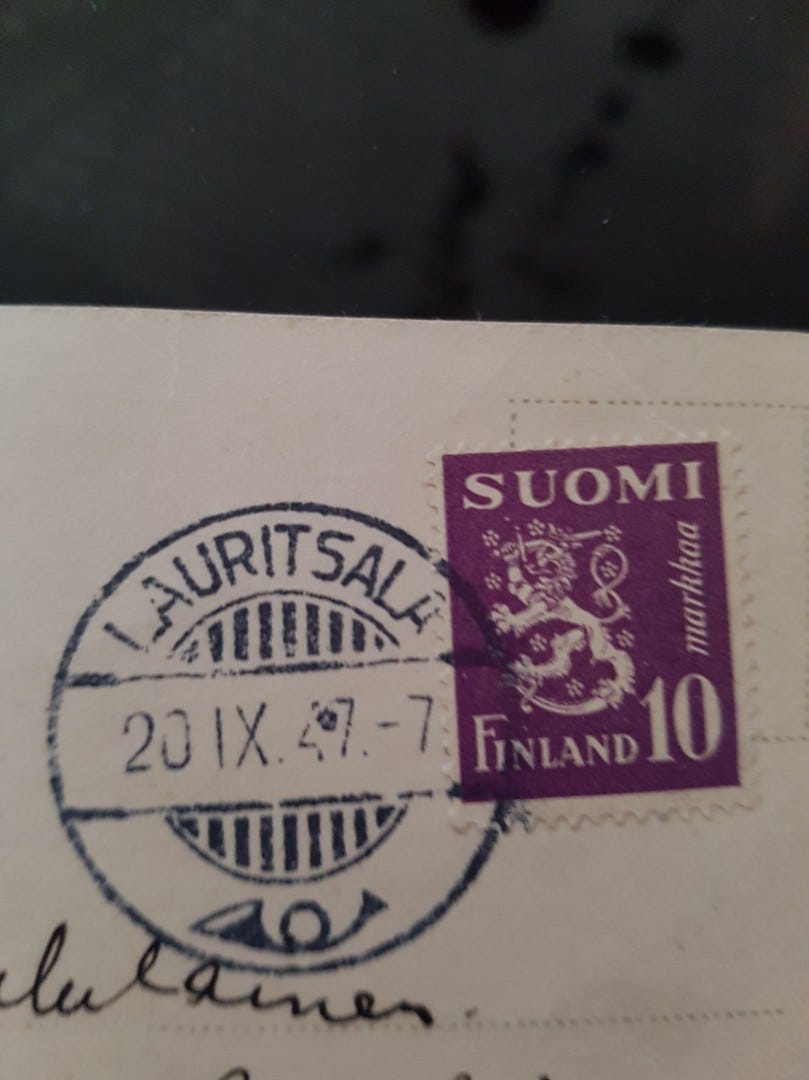 LAURITSALA
20 IX. 47.-7
SUOMI
markkaa
FINLAND 10